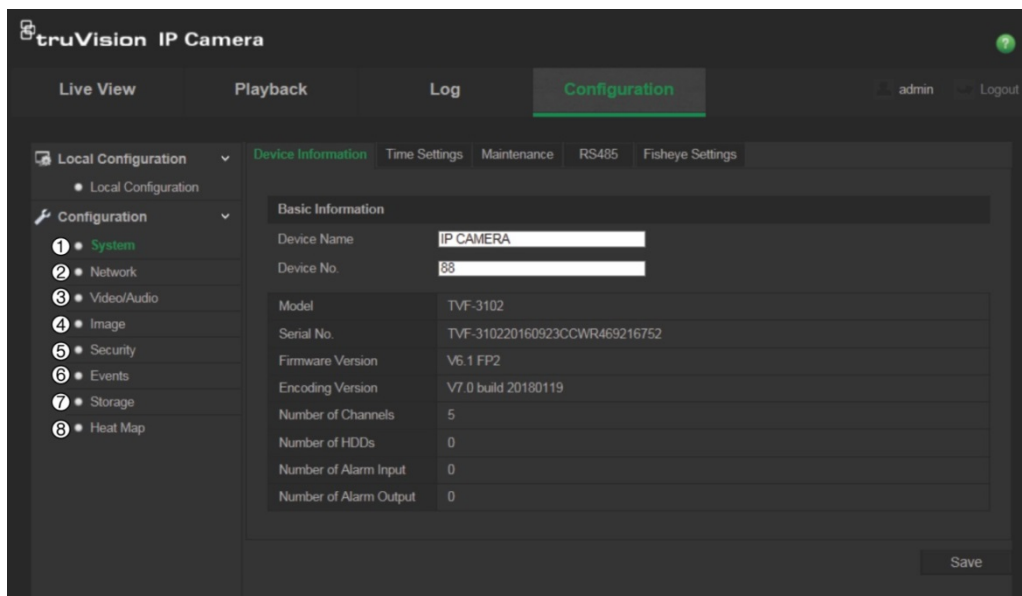 truVision IP Camera
?
Live View Playback Log Configuration admin Logout
Local Configuration
Local Configuration
Configuration
1 System
2 Network
3 Video/Audio
4 Image
5 Security
6 Events
7 Storage
8 Heat Map
Device Information Time Settings Maintenance RS485 Fisheye Settings
Basic Information
Device Name IP CAMERA
Device No. 88
Model TVF-3102
Serial No. TVF-310220160923CCWR469216752
Firmware Version V6.1 FP2
Encoding Version V7.0 build 20180119
Number of Channels 5
Number of HDDs 0
Number of Alarm Input 0
Number of Alarm Output 0
Save